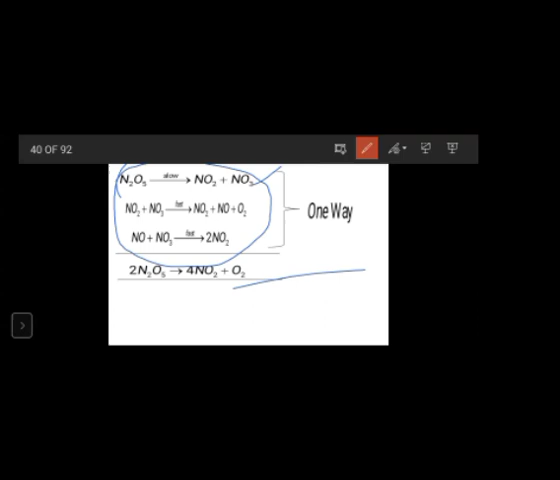 40 OF 92
N₂O₅ —slow→ NO₂ + NO₃
NO₂ + NO₃ —fast→ NO₂ + NO + O₂
NO + NO₃ —fast→ 2NO₂
One Way
2N₂O₅ → 4NO₂ + O₂